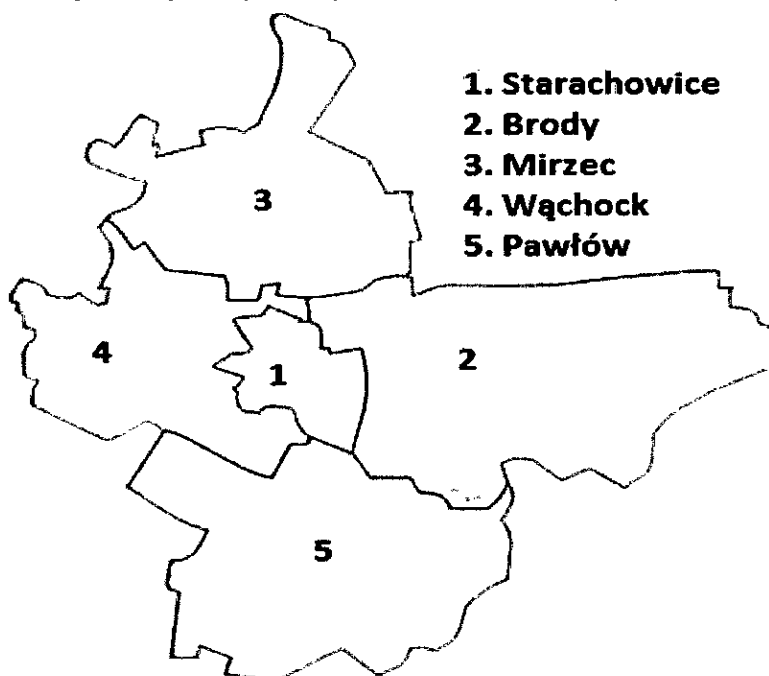 1. Starachowice
2. Brody
3. Mirzec
4. Wąchock
5. Pawłów
3
4
1
2
5